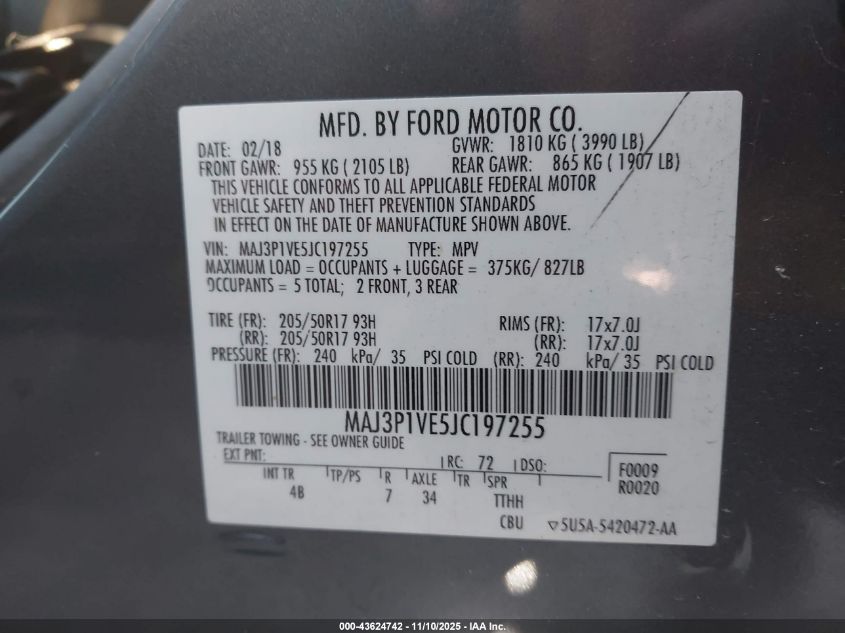 MFD. BY FORD MOTOR CO.
DATE: 02/18 GVWR: 1810 KG ( 3990 LB)
FRONT GAWR: 955 KG ( 2105 LB) REAR GAWR: 865 KG ( 1907 LB)
THIS VEHICLE CONFORMS TO ALL APPLICABLE FEDERAL MOTOR
VEHICLE SAFETY AND THEFT PREVENTION STANDARDS
IN EFFECT ON THE DATE OF MANUFACTURE SHOWN ABOVE.
VIN: MAJ3P1VE5JC197255 TYPE: MPV
MAXIMUM LOAD = OCCUPANTS + LUGGAGE = 375KG/ 827LB
OCCUPANTS = 5 TOTAL; 2 FRONT, 3 REAR
TIRE (FR): 205/50R17 93H RIMS (FR): 17x7.0J
(RR): 205/50R17 93H (RR): 17x7.0J
PRESSURE (FR): 240 kPa/ 35 PSI COLD (RR): 240 kPa/ 35 PSI COLD
MAJ3P1VE5JC197255
TRAILER TOWING - SEE OWNER GUIDE
EXT PNT: RC: 72 DSO: F0009
INT TR TP/PS R AXLE TR SPR R0020
4B 7 34 TTHH
CBU 5U5A-5420472-AA
000-43624742 - 11/10/2025 - IAA Inc.